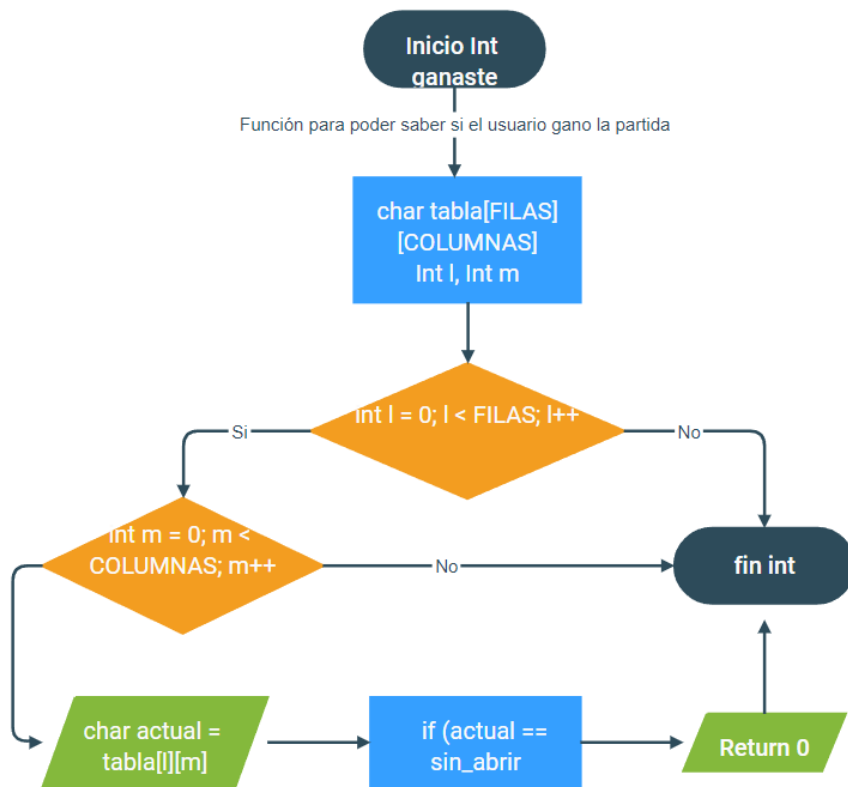 Inicio Int
ganaste
Función para poder saber si el usuario gano la partida
char tabla[FILAS]
[COLUMNAS]
Int l, Int m
int l = 0; l < FILAS; l++
Si
No
int m = 0; m <
COLUMNAS; m++
No
fin int
char actual =
tabla[l][m]
if (actual ==
sin_abrir
Return 0